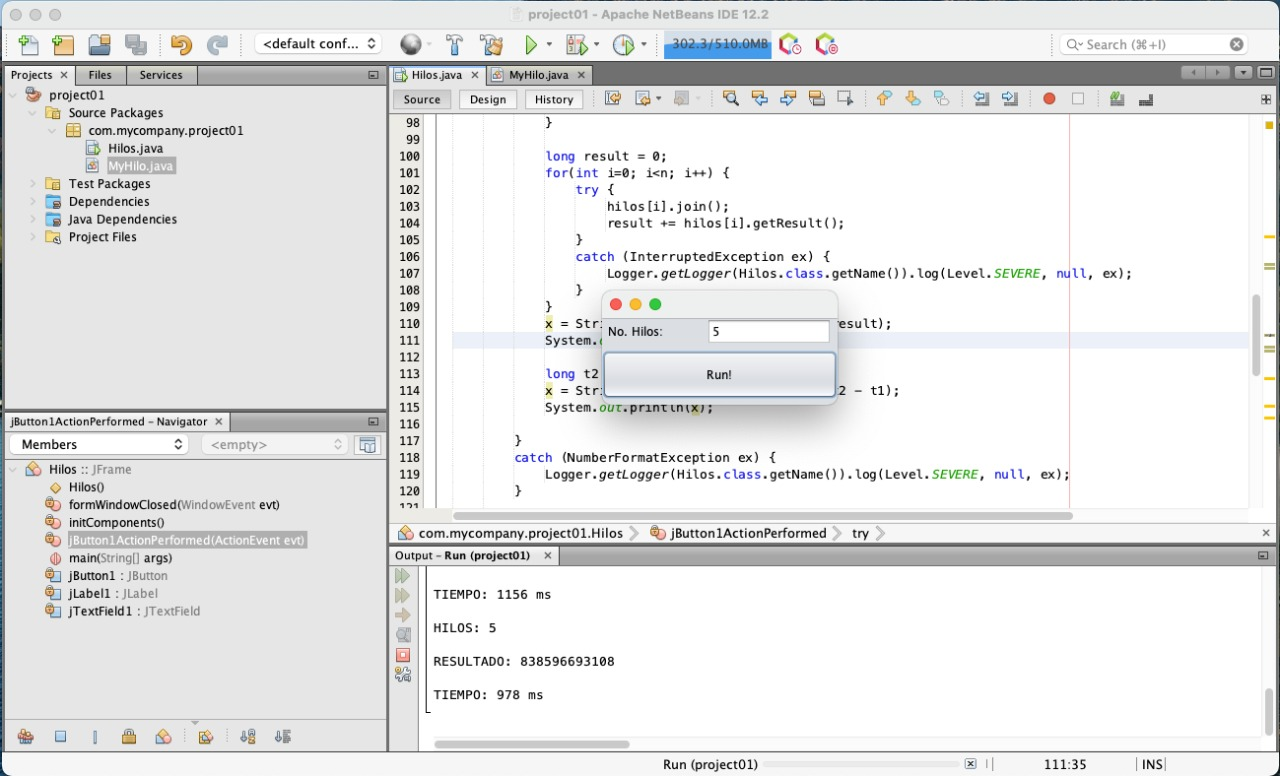 project01 - Apache NetBeans IDE 12.2
<default conf...
302.3/510.0MB
Search (⌘+I)
Projects
Files
Services
project01
Source Packages
com.mycompany.project01
Hilos.java
MyHilo.java
Test Packages
Dependencies
Java Dependencies
Project Files
jButton1ActionPerformed - Navigator
Members
<empty>
Hilos :: JFrame
Hilos()
formWindowClosed(WindowEvent evt)
initComponents()
jButton1ActionPerformed(ActionEvent evt)
main(String[] args)
jButton1 : JButton
jLabel1 : JLabel
jTextField1 : JTextField
Hilos.java
MyHilo.java
Source
Design
History
98 }
99
100 long result = 0;
101 for(int i=0; i<n; i++) {
102 try {
103 hilos[i].join();
104 result += hilos[i].getResult();
105 }
106 catch (InterruptedException ex) {
107 Logger.getLogger(Hilos.class.getName()).log(Level.SEVERE, null, ex);
108 }
109 }
110 x = Stri esult);
111 System.o
112
113 long t2
114 x = Stri 2 - t1);
115 System.out.println(x);
116
117 }
118 catch (NumberFormatException ex) {
119 Logger.getLogger(Hilos.class.getName()).log(Level.SEVERE, null, ex);
120 }
121
No. Hilos: 5
Run!
com.mycompany.project01.Hilos
jButton1ActionPerformed
try
Output - Run (project01)
TIEMPO: 1156 ms
HILOS: 5
RESULTADO: 838596693108
TIEMPO: 978 ms
Run (project01)
111:35
INS